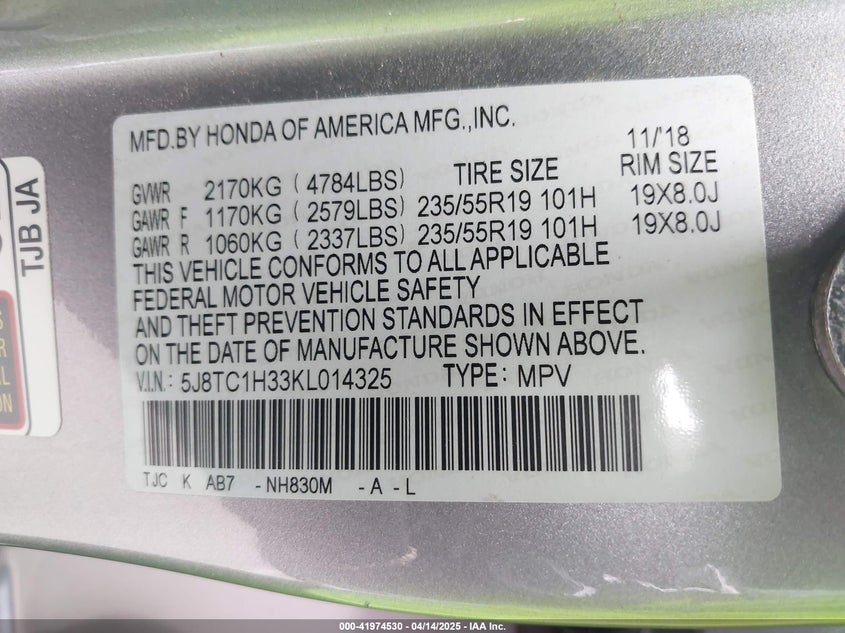 MFD.BY HONDA OF AMERICA MFG.,INC. 11/'18
TIRE SIZE RIM SIZE
GVWR 2170KG ( 4784LBS)
GAWR F 1170KG ( 2579LBS) 235/55R19 101H 19X8.0J
GAWR R 1060KG ( 2337LBS) 235/55R19 101H 19X8.0J
THIS VEHICLE CONFORMS TO ALL APPLICABLE
FEDERAL MOTOR VEHICLE SAFETY
AND THEFT PREVENTION STANDARDS IN EFFECT
ON THE DATE OF MANUFACTURE SHOWN ABOVE.
V.I.N.: 5J8TC1H33KL014325 TYPE: MPV
TJC K AB7 -NH830M -A -L
TJB JA
000-41974530 - 04/14/2025 - IAA Inc.